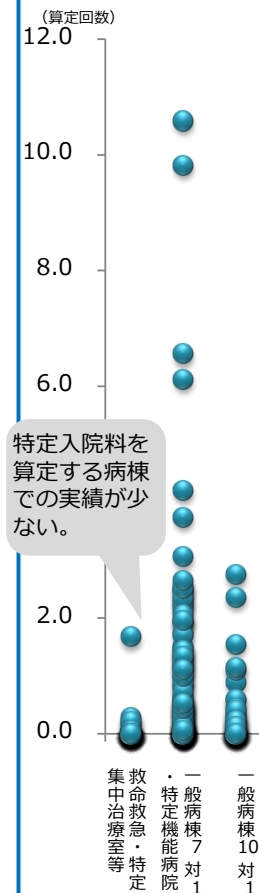 （算定回数）
12.0
10.0
8.0
6.0
特定入院料を
算定する病棟
での実績が少
ない。
2.0
0.0
救命救急・特定
集中治療室等
一般病棟７対１
・特定機能病院
一般病棟10対１